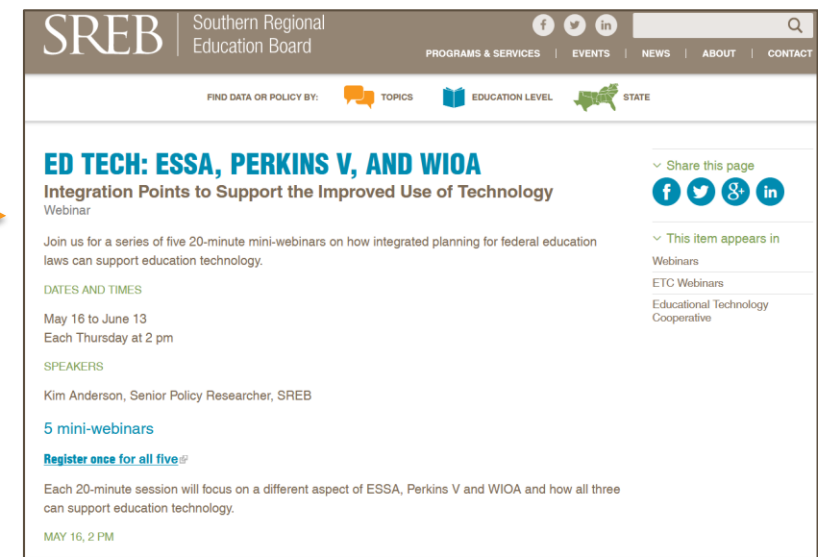 SREB
Southern Regional
Education Board
PROGRAMS & SERVICES | EVENTS | NEWS | ABOUT | CONTACT
FIND DATA OR POLICY BY: TOPICS EDUCATION LEVEL STATE
ED TECH: ESSA, PERKINS V, AND WIOA
Integration Points to Support the Improved Use of Technology
Webinar
Join us for a series of five 20-minute mini-webinars on how integrated planning for federal education
laws can support education technology.
DATES AND TIMES
May 16 to June 13
Each Thursday at 2 pm
SPEAKERS
Kim Anderson, Senior Policy Researcher, SREB
5 mini-webinars
Register once for all five
Each 20-minute session will focus on a different aspect of ESSA, Perkins V and WIOA and how all three
can support education technology.
MAY 16, 2 PM
Share this page
This item appears in
Webinars
ETC Webinars
Educational Technology
Cooperative